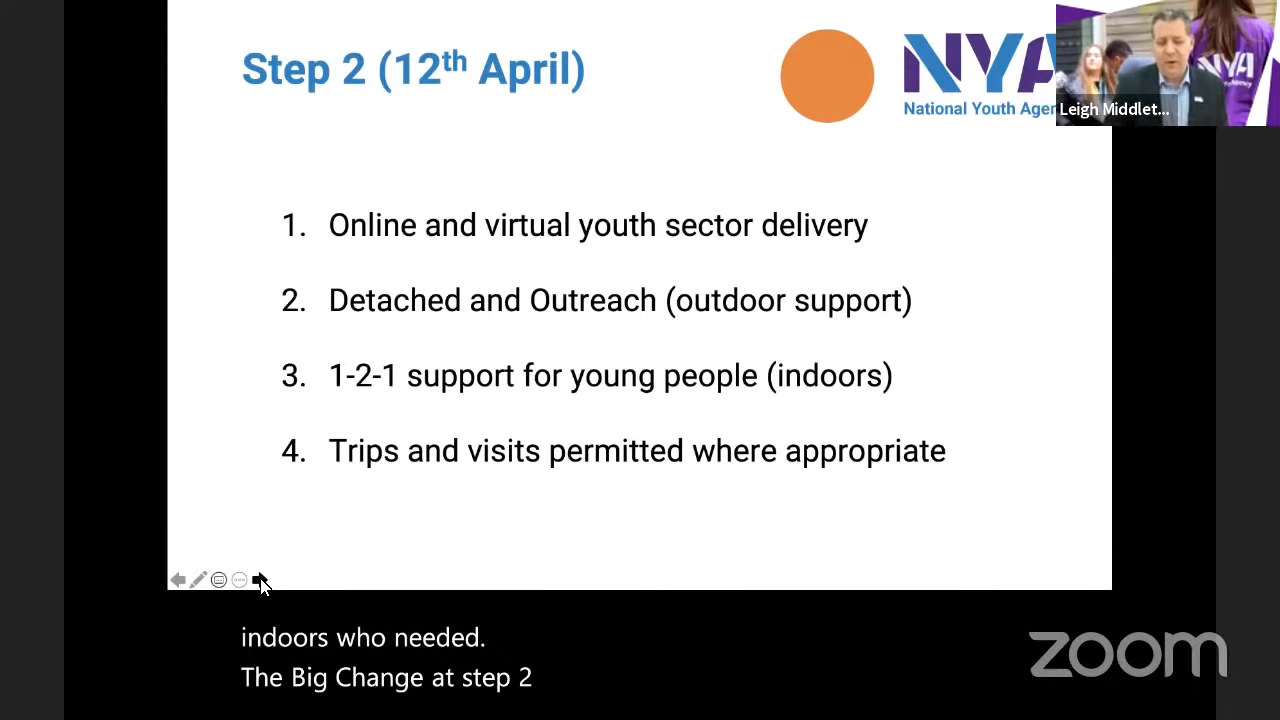 Step 2 (12th April)
NYA
National Youth Agen
NYA
Leigh Middlet...
1. Online and virtual youth sector delivery
2. Detached and Outreach (outdoor support)
3. 1-2-1 support for young people (indoors)
4. Trips and visits permitted where appropriate
indoors who needed.
The Big Change at step 2
zoom